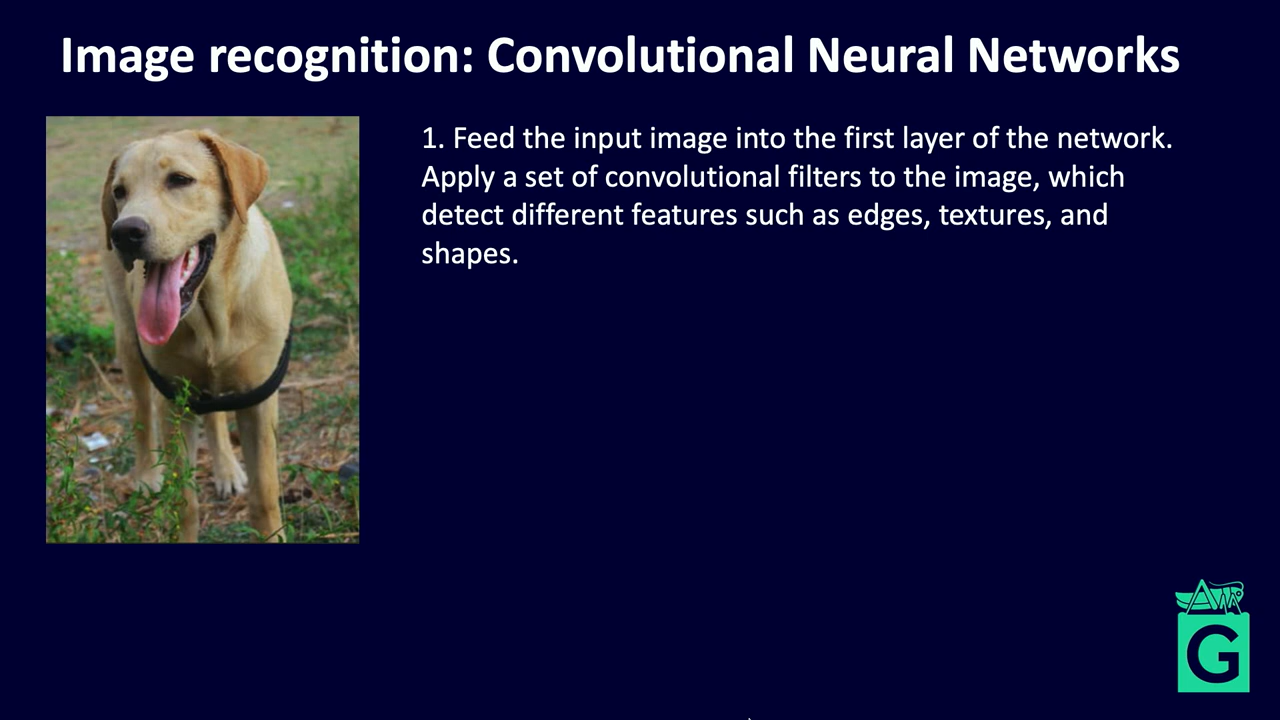 Image recognition: Convolutional Neural Networks
1. Feed the input image into the first layer of the network.
Apply a set of convolutional filters to the image, which
detect different features such as edges, textures, and
shapes.
G